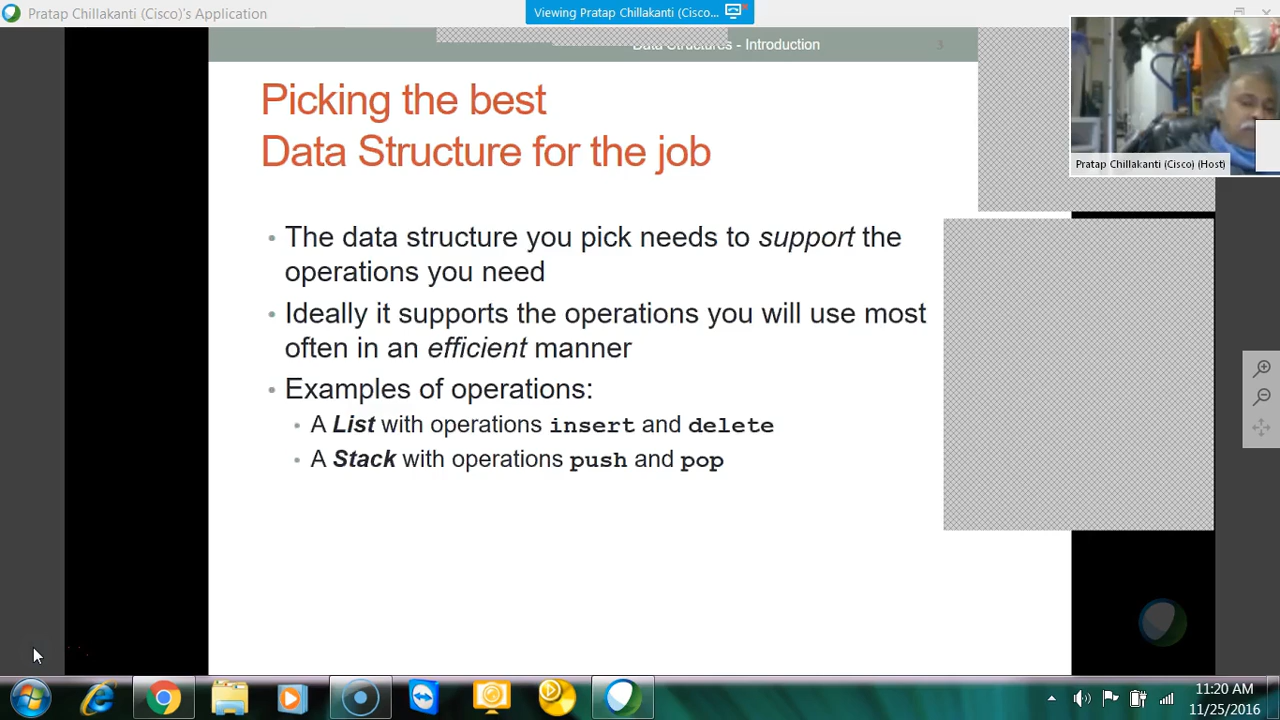 Pratap Chillakanti (Cisco)'s Application
Viewing Pratap Chillakanti (Cisco...
Data Structures - Introduction 3
Picking the best
Data Structure for the job
Pratap Chillakanti (Cisco) (Host)
• The data structure you pick needs to support the
operations you need
• Ideally it supports the operations you will use most
often in an efficient manner
• Examples of operations:
• A List with operations insert and delete
• A Stack with operations push and pop
11:20 AM
11/25/2016